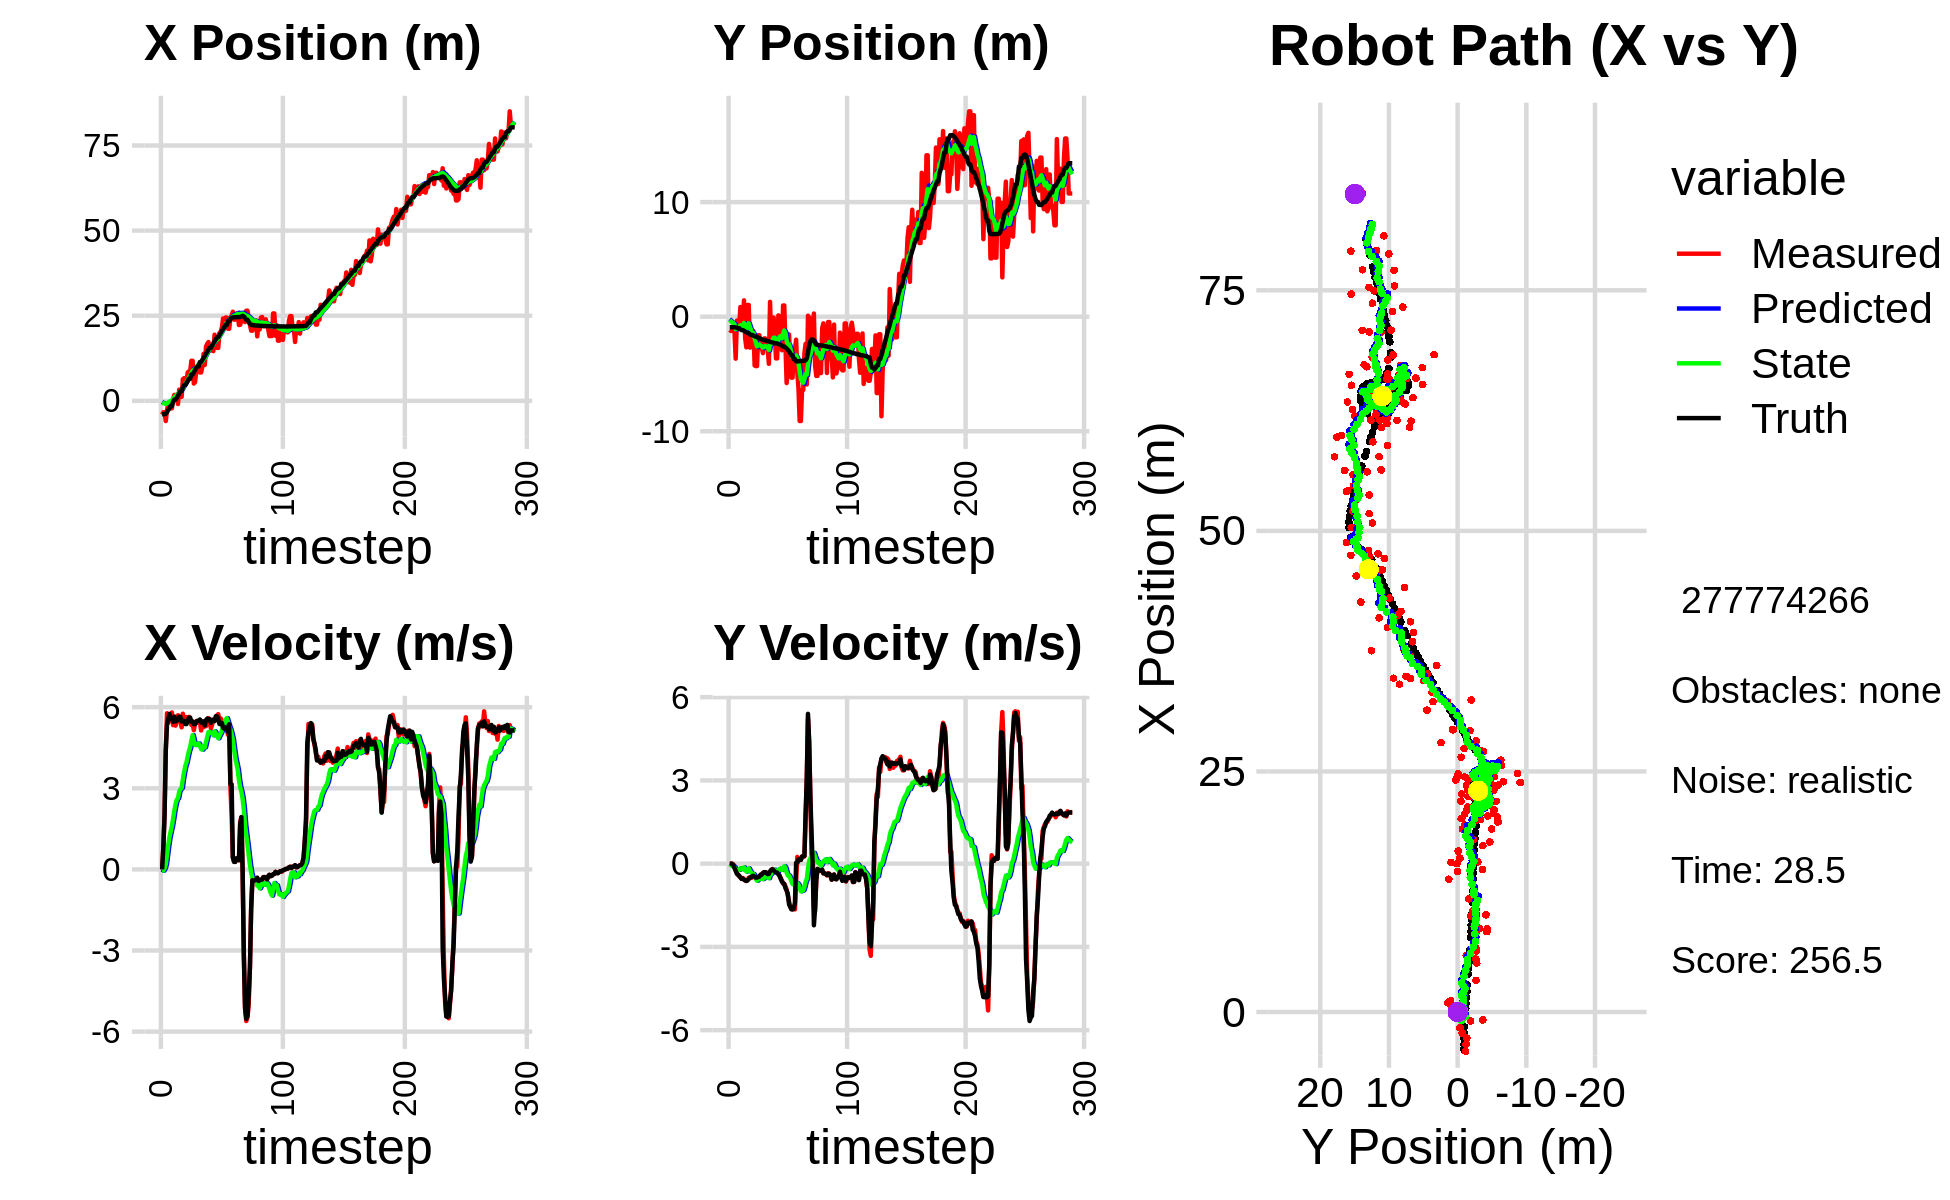 X Position (m)
75
50
25
0
0
100
200
300
timestep
Y Position (m)
10
0
-10
0
100
200
300
timestep
X Velocity (m/s)
6
3
0
-3
-6
0
100
200
300
timestep
Y Velocity (m/s)
6
3
0
-3
-6
0
100
200
300
timestep
Robot Path (X vs Y)
X Position (m)
75
50
25
0
20 10 0 -10 -20
Y Position (m)
variable
Measured
Predicted
State
Truth
277774266
Obstacles: none
Noise: realistic
Time: 28.5
Score: 256.5